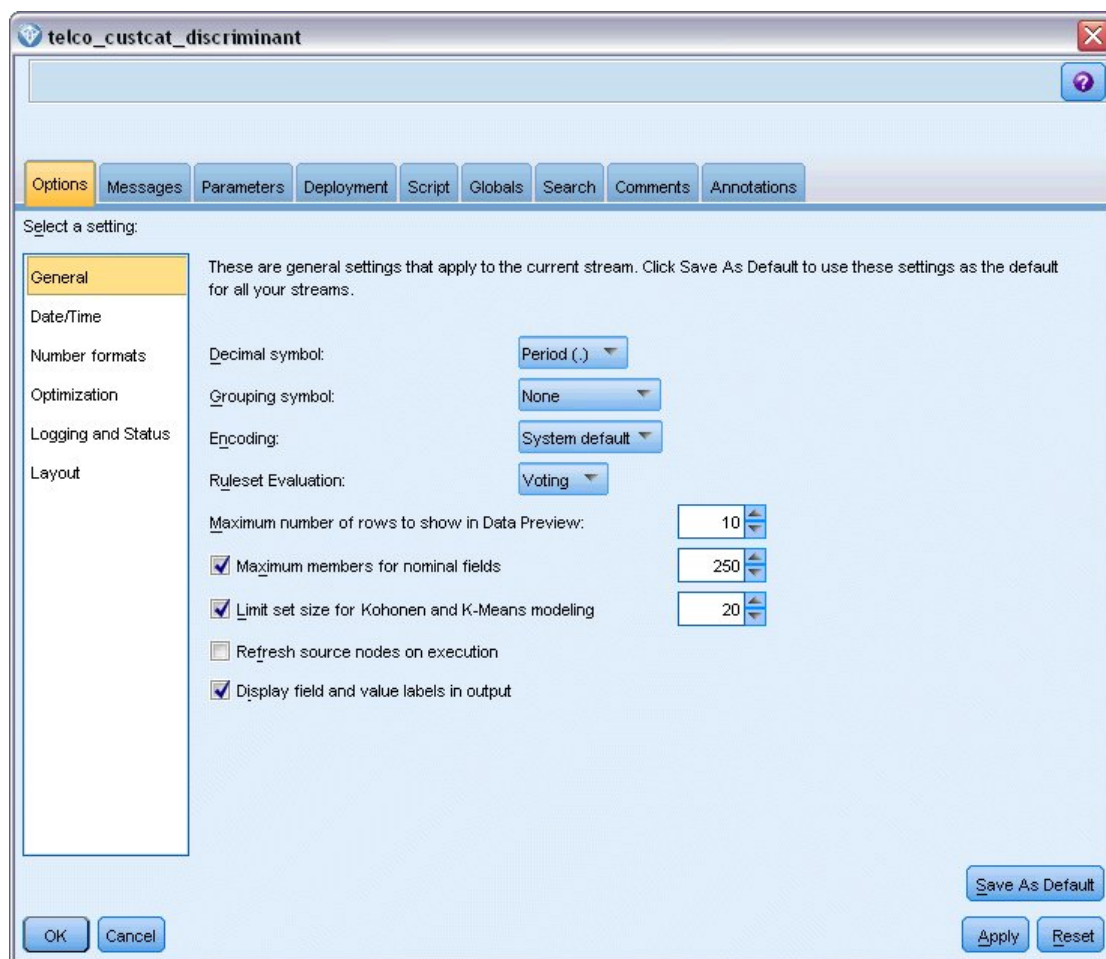 telco_custcat_discriminant
Options Messages Parameters Deployment Script Globals Search Comments Annotations
Select a setting:
General
Date/Time
Number formats
Optimization
Logging and Status
Layout
These are general settings that apply to the current stream. Click Save As Default to use these settings as the default
for all your streams.
Decimal symbol: Period (.)
Grouping symbol: None
Encoding: System default
Ruleset Evaluation: Voting
Maximum number of rows to show in Data Preview: 10
Maximum members for nominal fields 250
Limit set size for Kohonen and K-Means modeling 20
Refresh source nodes on execution
Display field and value labels in output
Save As Default
OK Cancel Apply Reset